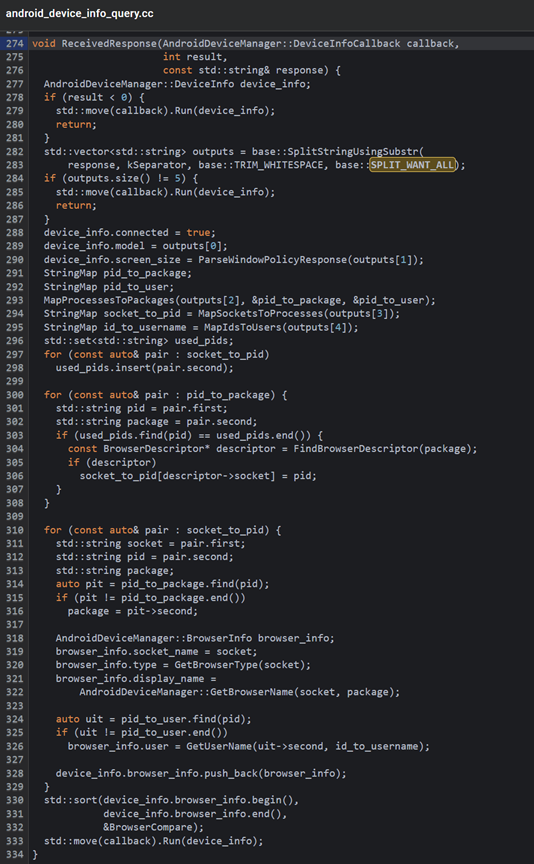 android_device_info_query.cc
274 void ReceivedResponse(AndroidDeviceManager::DeviceInfoCallback callback,
275                       int result,
276                       const std::string& response) {
277   AndroidDeviceManager::DeviceInfo device_info;
278   if (result < 0) {
279     std::move(callback).Run(device_info);
280     return;
281   }
282   std::vector<std::string> outputs = base::SplitStringUsingSubstr(
283       response, kSeparator, base::TRIM_WHITESPACE, base::SPLIT_WANT_ALL);
284   if (outputs.size() != 5) {
285     std::move(callback).Run(device_info);
286     return;
287   }
288   device_info.connected = true;
289   device_info.model = outputs[0];
290   device_info.screen_size = ParseWindowPolicyResponse(outputs[1]);
291   StringMap pid_to_package;
292   StringMap pid_to_user;
293   MapProcessesToPackages(outputs[2], &pid_to_package, &pid_to_user);
294   StringMap socket_to_pid = MapSocketsToProcesses(outputs[3]);
295   StringMap id_to_username = MapIdsToUsers(outputs[4]);
296   std::set<std::string> used_pids;
297   for (const auto& pair : socket_to_pid)
298     used_pids.insert(pair.second);
299
300   for (const auto& pair : pid_to_package) {
301     std::string pid = pair.first;
302     std::string package = pair.second;
303     if (used_pids.find(pid) == used_pids.end()) {
304       const BrowserDescriptor* descriptor = FindBrowserDescriptor(package);
305       if (descriptor)
306         socket_to_pid[descriptor->socket] = pid;
307     }
308   }
309
310   for (const auto& pair : socket_to_pid) {
311     std::string socket = pair.first;
312     std::string pid = pair.second;
313     std::string package;
314     auto pit = pid_to_package.find(pid);
315     if (pit != pid_to_package.end())
316       package = pit->second;
317
318     AndroidDeviceManager::BrowserInfo browser_info;
319     browser_info.socket_name = socket;
320     browser_info.type = GetBrowserType(socket);
321     browser_info.display_name =
322         AndroidDeviceManager::GetBrowserName(socket, package);
323
324     auto uit = pid_to_user.find(pid);
325     if (uit != pid_to_user.end())
326       browser_info.user = GetUserName(uit->second, id_to_username);
327
328     device_info.browser_info.push_back(browser_info);
329   }
330   std::sort(device_info.browser_info.begin(),
331             device_info.browser_info.end(),
332             &BrowserCompare);
333   std::move(callback).Run(device_info);
334 }